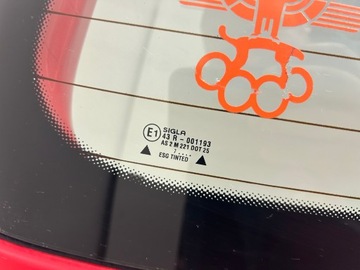 E1 SIGLA
43 R - 001193
AS 2 M 221 DOT 25
ESG TINTED